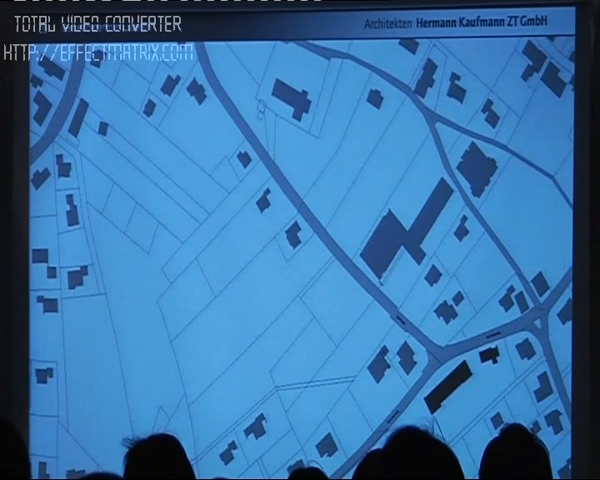 TOTAL VIDEO CONVERTER
Architekten Hermann Kaufmann ZT GmbH
HTTP://EFFECTMATRIX.COM